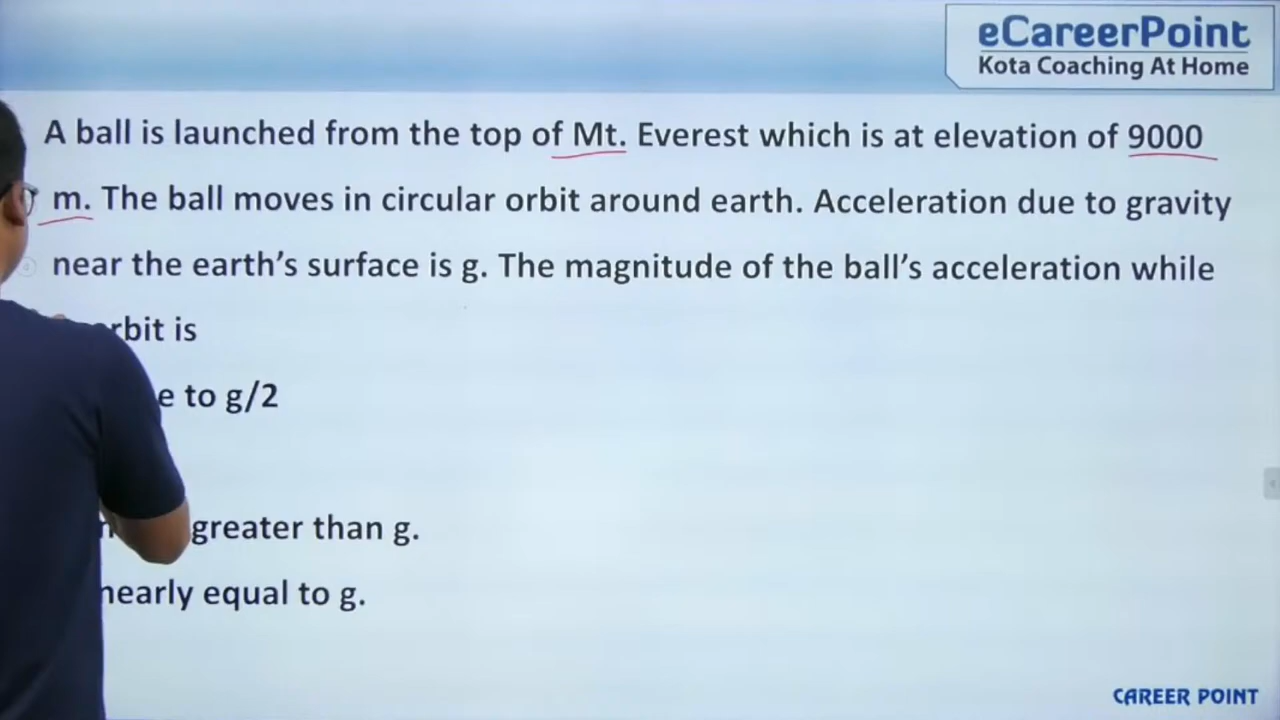 eCareerPoint
Kota Coaching At Home
A ball is launched from the top of Mt. Everest which is at elevation of 9000
m. The ball moves in circular orbit around earth. Acceleration due to gravity
near the earth’s surface is g. The magnitude of the ball’s acceleration while
is
to g/2
greater than g.
nearly equal to g.
CAREER POINT